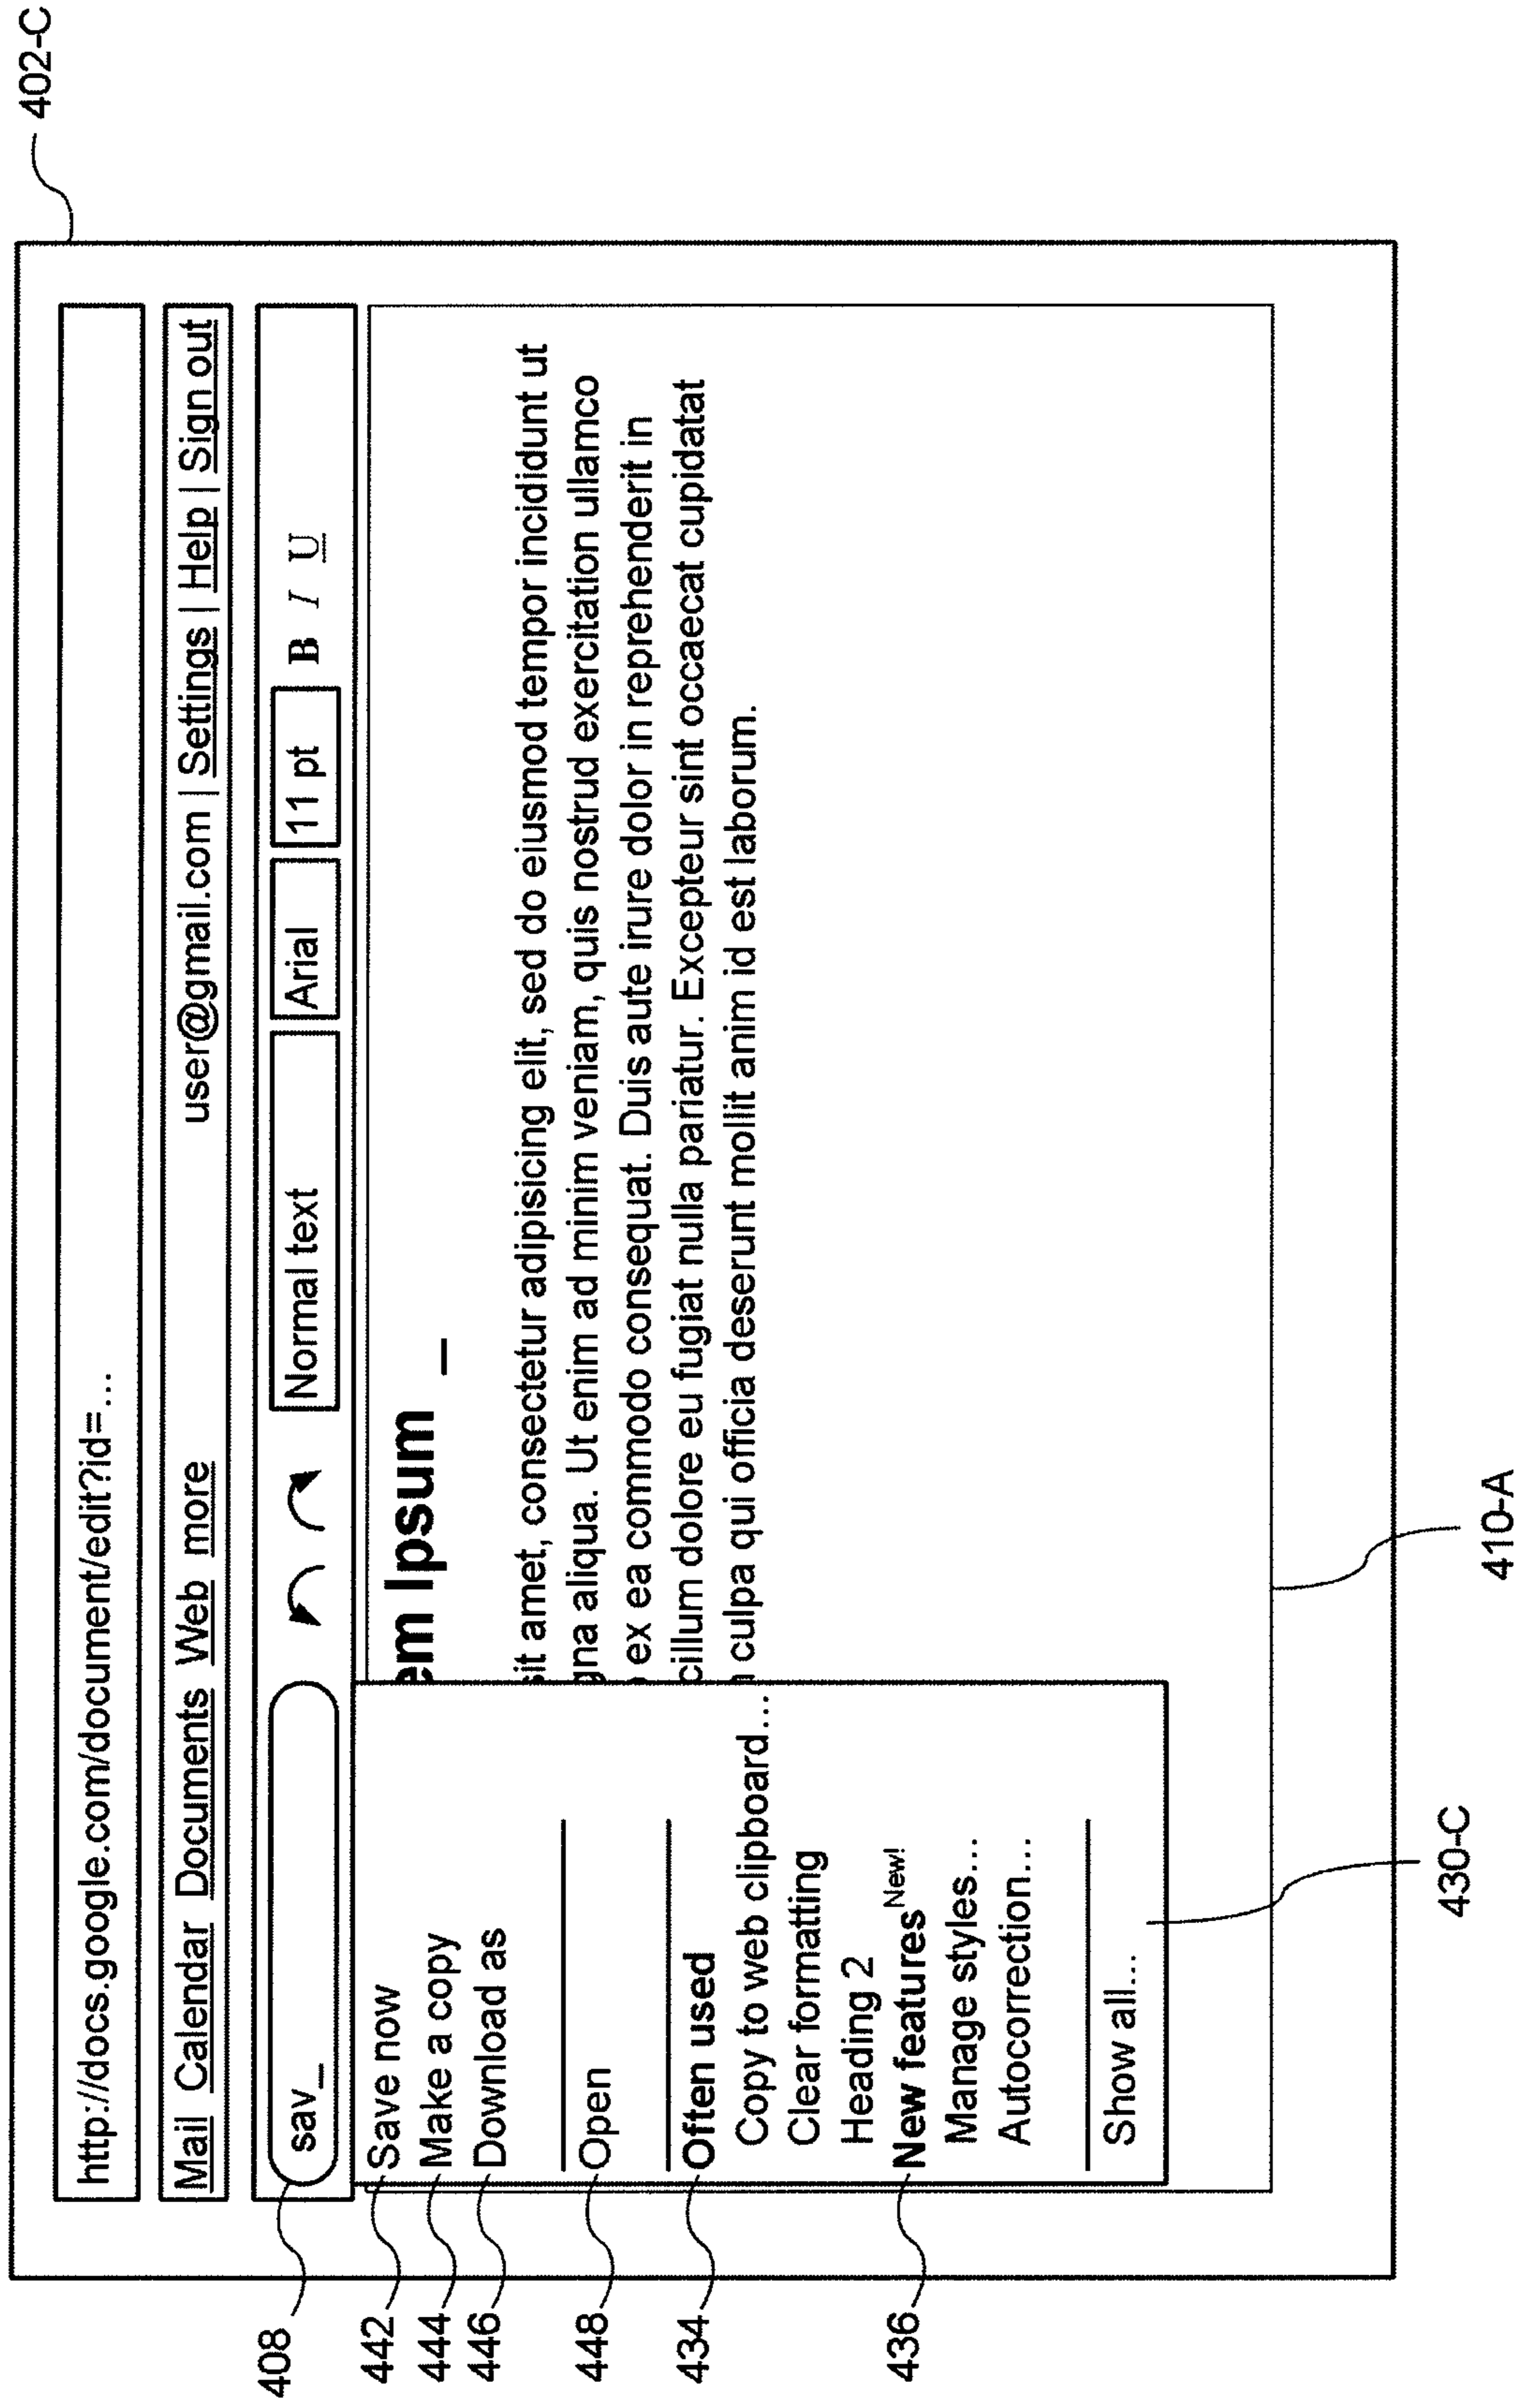 402-C
http://docs.google.com/document/edit?id=...
Mail Calendar Documents Web more user@gmail.com | Settings | Help | Sign out
408 sav_ Normal text Arial 11 pt B I U
em Ipsum _
sit amet, consectetur adipisicing elit, sed do eiusmod tempor incididunt ut
gna aliqua. Ut enim ad minim veniam, quis nostrud exercitation ullamco
ex ea commodo consequat. Duis aute irure dolor in reprehenderit in
cillum dolore eu fugiat nulla pariatur. Excepteur sint occaecat cupidatat
culpa qui officia deserunt mollit anim id est laborum.
442 Save now
444 Make a copy
446 Download as
448 Open
434 Often used
Copy to web clipboard...
Clear formatting
Heading 2
436 New features New!
Manage styles...
Autocorrection...
Show all...
430-C
410-A